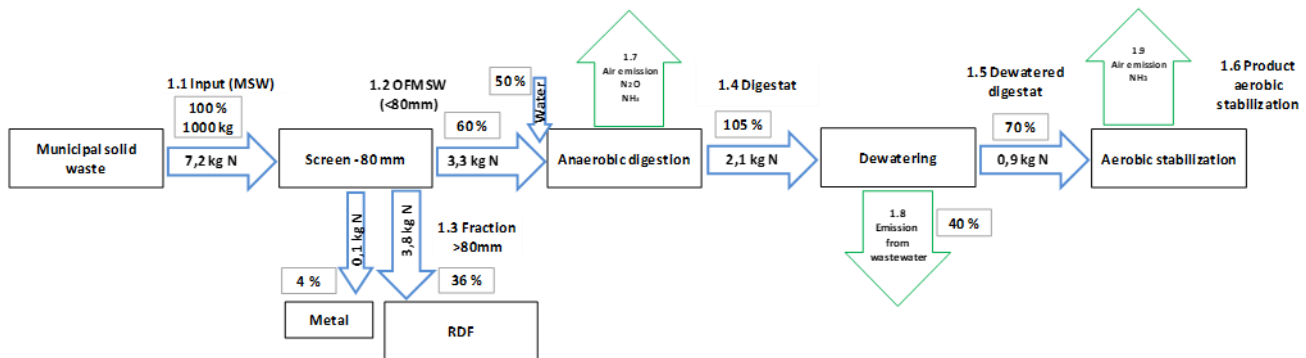 1.1 Input (MSW)
100 %
1000 kg
7,2 kg N
Municipal solid
waste
Screen -80 mm
1.2 OFMSW
(<80mm)
60 %
3,3 kg N
50 %
Water
1.7
Air emission
N2O
NH₃
Anaerobic digestion
1.4 Digestat
105 %
2,1 kg N
Dewatering
1.5 Dewatered
digestat
70 %
0,9 kg N
1.9
Air emission
NH3
1.6 Product
aerobic
stabilization
Aerobic stabilization
0,1 kg N
3,8 kg N
1.3 Fraction
>80mm
4 %
36 %
Metal
RDF
1.8
Emission
from
wastewater
40 %